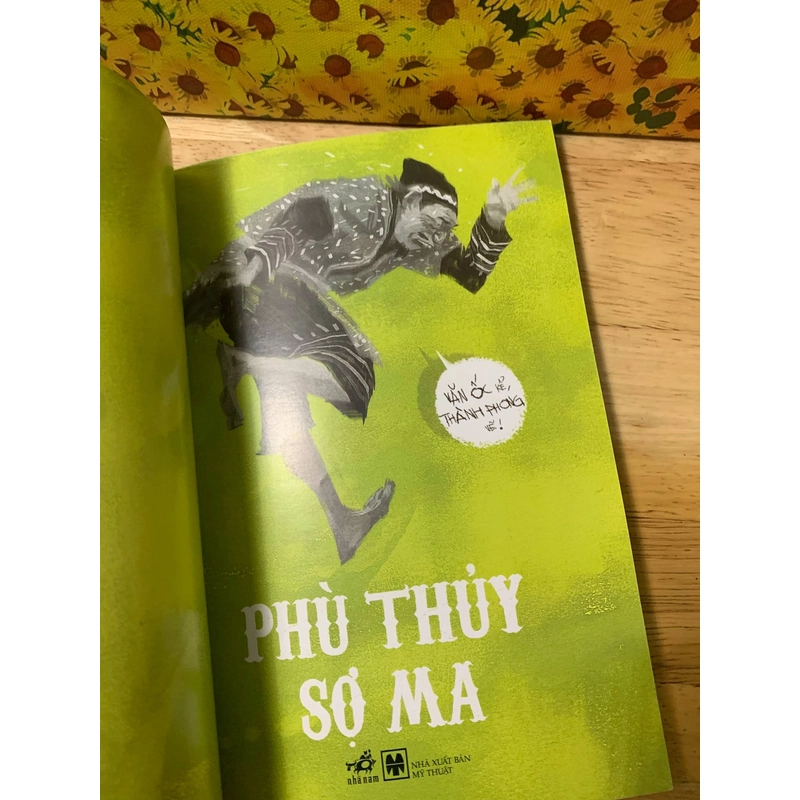 VĂN ỐC KỂ,
THÀNH PHONG
VẼ!
PHÙ THỦY
SỢ MA
nhã nam
NHÀ XUẤT BẢN
MỸ THUẬT